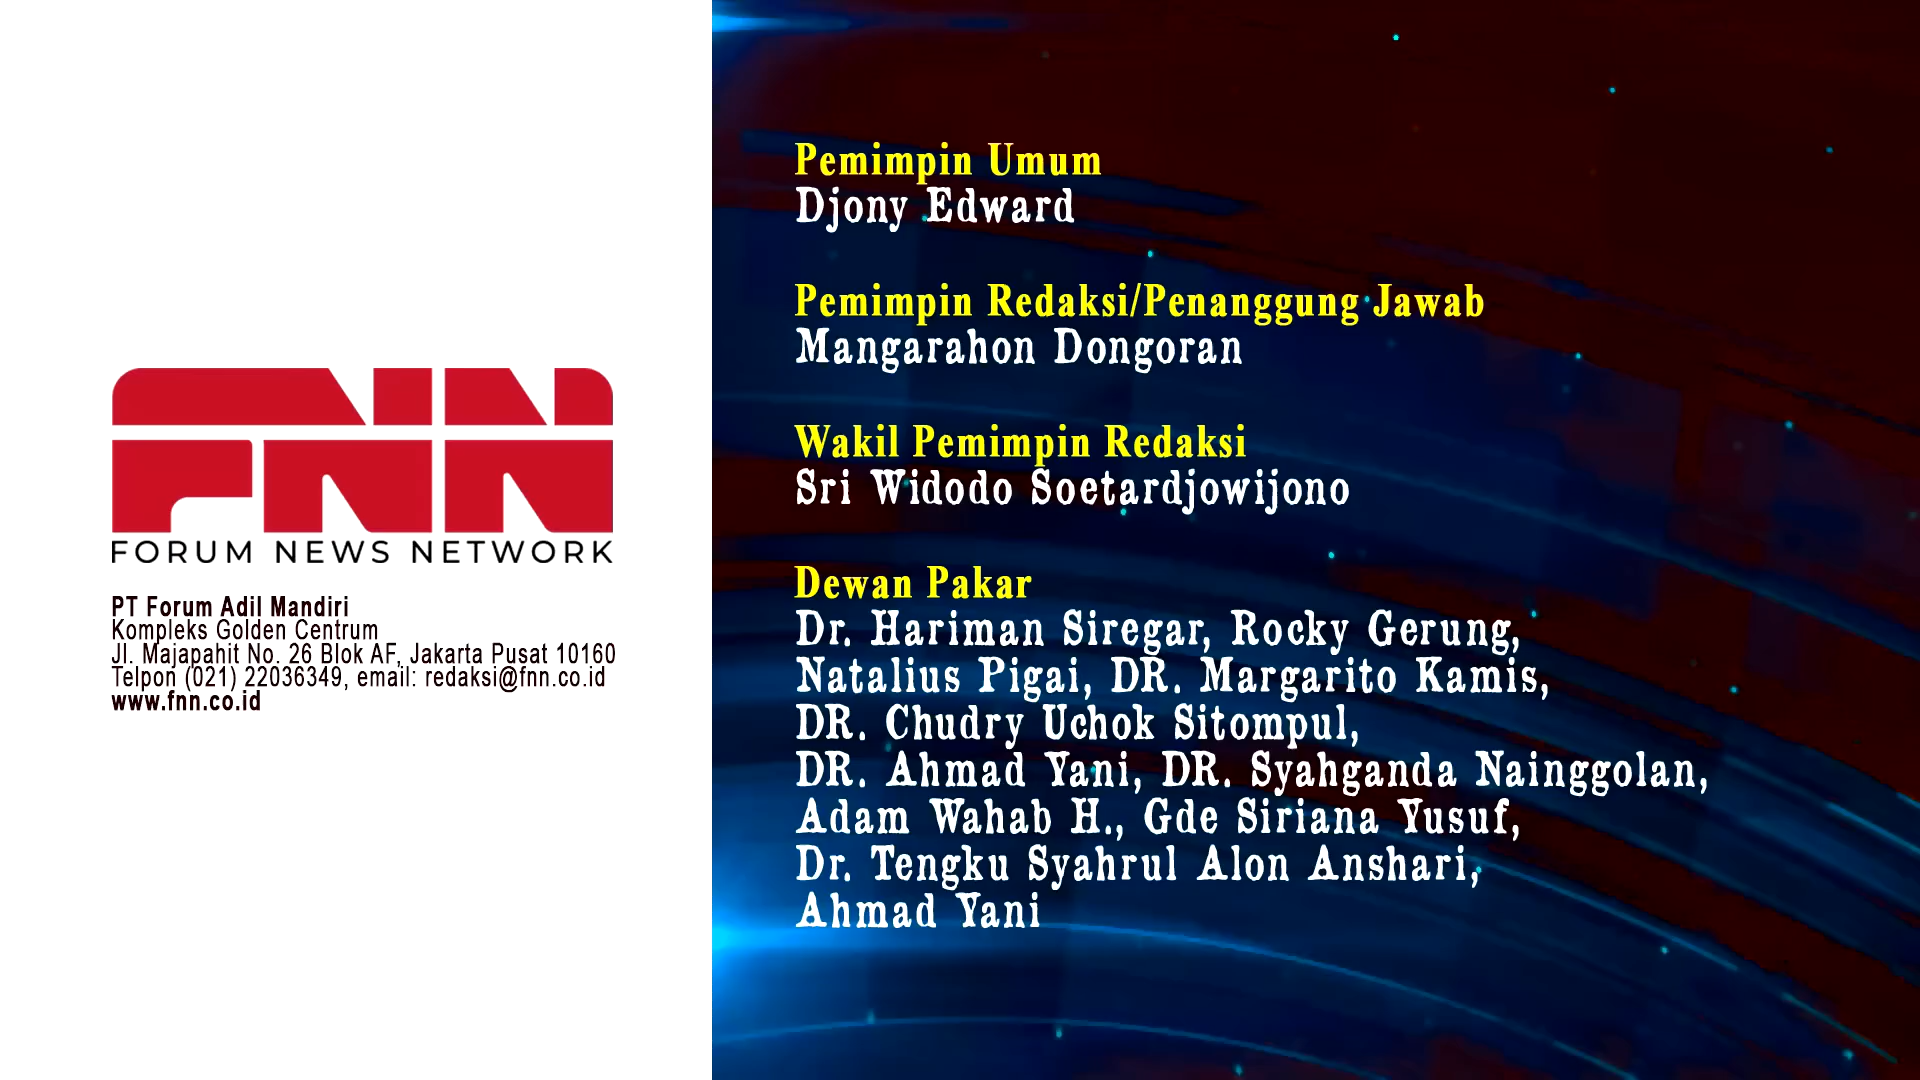 FNN
FORUM NEWS NETWORK
PT Forum Adil Mandiri
Kompleks Golden Centrum
Jl. Majapahit No. 26 Blok AF, Jakarta Pusat 10160
Telpon (021) 22036349, email: redaksi@fnn.co.id
www.fnn.co.id
Pemimpin Umum
Djony Edward
Pemimpin Redaksi/Penanggung Jawab
Mangarahon Dongoran
Wakil Pemimpin Redaksi
Sri Widodo Soetardjowijono
Dewan Pakar
Dr. Hariman Siregar, Rocky Gerung,
Natalius Pigai, DR. Margarito Kamis,
DR. Chudry Uchok Sitompul,
DR. Ahmad Yani, DR. Syahganda Nainggolan,
Adam Wahab H., Gde Siriana Yusuf,
Dr. Tengku Syahrul Alon Anshari,
Ahmad Yani